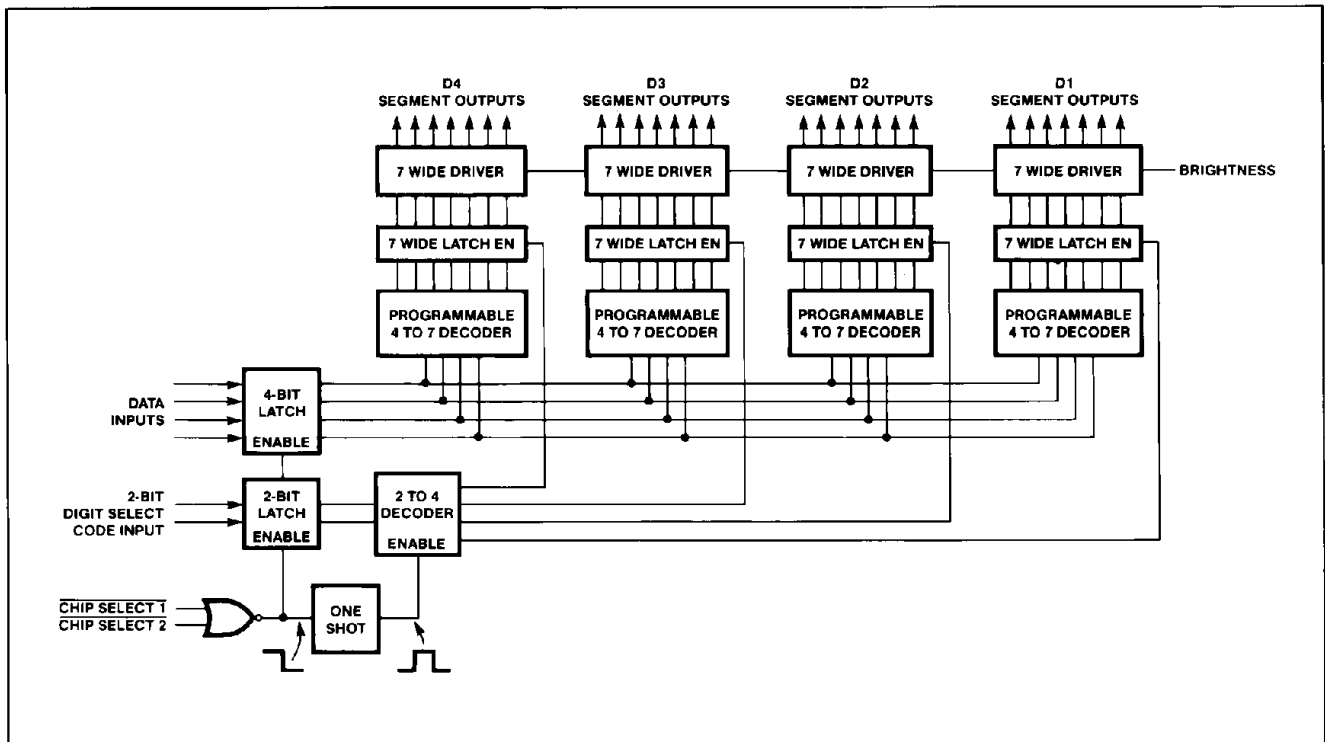 D4
SEGMENT OUTPUTS
D3
SEGMENT OUTPUTS
D2
SEGMENT OUTPUTS
D1
SEGMENT OUTPUTS
7 WIDE DRIVER
7 WIDE DRIVER
7 WIDE DRIVER
7 WIDE DRIVER
BRIGHTNESS
7 WIDE LATCH EN
7 WIDE LATCH EN
7 WIDE LATCH EN
7 WIDE LATCH EN
PROGRAMMABLE
4 TO 7 DECODER
PROGRAMMABLE
4 TO 7 DECODER
PROGRAMMABLE
4 TO 7 DECODER
PROGRAMMABLE
4 TO 7 DECODER
DATA
INPUTS
4-BIT
LATCH
ENABLE
2-BIT
DIGIT SELECT
CODE INPUT
2-BIT
LATCH
ENABLE
2 TO 4
DECODER
ENABLE
CHIP SELECT 1
CHIP SELECT 2
ONE
SHOT